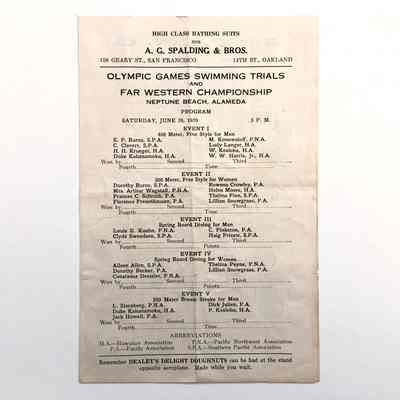 HIGH CLASS BATHING SUITS
FOR
A. G. SPALDING & BROS.
158 GEARY ST., SAN FRANCISCO 14TH ST., OAKLAND
OLYMPIC GAMES SWIMMING TRIALS
AND
FAR WESTERN CHAMPIONSHIP
NEPTUNE BEACH, ALAMEDA
PROGRAM
SATURDAY, JUNE 26, 1920 3 P. M.
EVENT I
400 Meter, Free Style for Men
E. P. Burns, S.P.A. M. Kenwealoff, P.N.A.
C. Clevert, S.P.A. Ludy Langer, H.A.
H. H. Krueger, H.A. W. Kealoha, H.A.
Duke Kahanamoku, H.A. W. W. Harris, Jr., H.A.
Won by Second Third
Fourth Time
EVENT II
300 Meter, Free Style for Women
Dorothy Burns, S.P.A. Rowena Crowley, P.A.
Mrs. Arthur Wagstaff, P.N.A. Helen Moses, H.A.
Frances C. Schroth, P.A. Thelma Finn, S.P.A.
Florence Fessenmaier, P.A. Lillian Snowgrass, P.A.
Won by Second Third
Fourth Time
EVENT III
Spring Board Diving for Men
Louis E. Kuehn, P.N.A. C. Pinkston, P.A.
Clyde Swendsen, S.P.A. Haig Prieste, S.P.A.
Won by Second Third
Fourth Points
EVENT IV
Spring Board Diving for Women
Aileen Allen, S.P.A. Thelma Payne, P.N.A.
Dorothy Becker, P.A. Lillian Snowgrass, P.A.
Constance Dressler, P.N.A.
Won by Second Third
Fourth Points
EVENT V
200 Meter Breast Stroke for Men
L. Steenberg, P.N.A. Dick Julian, P.A.
Duke Kahanamoku, H.A. P. Kealoha, H.A.
Jack Howell, P.A.
Won by Second Third
Fourth Time
ABBREVIATIONS
H.A.—Hawaiian Association P.N.A.—Pacific Northwest Association
P.A.—Pacific Association S.P.A.—Southern Pacific Association
Remember DEALEY'S DELIGHT DOUGHNUTS can be had at the stand
opposite aeroplane. Made while you wait.